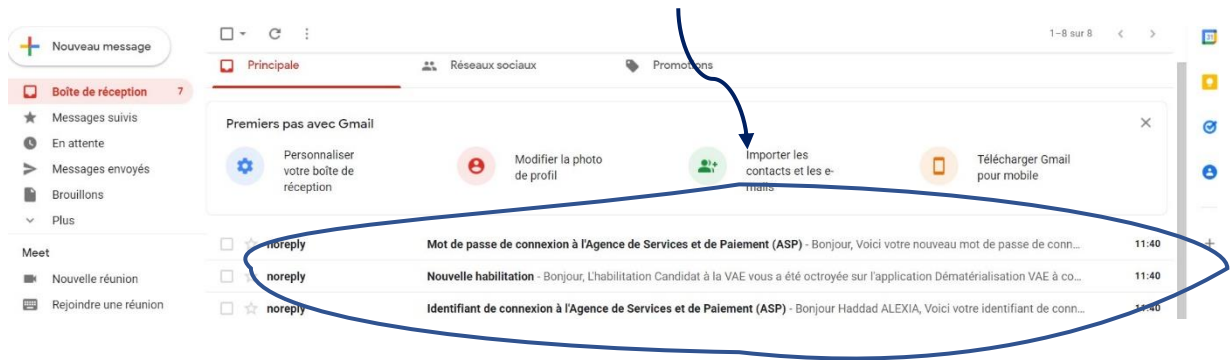 Nouveau message
1–8 sur 8
31
Principale
Réseaux sociaux
Promotions
Boîte de réception 7
Messages suivis
En attente
Messages envoyés
Brouillons
Plus
Premiers pas avec Gmail
Personnaliser
votre boîte de
réception
Modifier la photo
de profil
Importer les
contacts et les e-
mails
Télécharger Gmail
pour mobile
noreply Mot de passe de connexion à l'Agence de Services et de Paiement (ASP) - Bonjour, Voici votre nouveau mot de passe de conn... 11:40
noreply Nouvelle habilitation - Bonjour, L'habilitation Candidat à la VAE vous a été octroyée sur l'application Dématérialisation VAE à co... 11:40
noreply Identifiant de connexion à l'Agence de Services et de Paiement (ASP) - Bonjour Haddad ALEXIA, Voici votre identifiant de conn... 11:40
Meet
Nouvelle réunion
Rejoindre une réunion